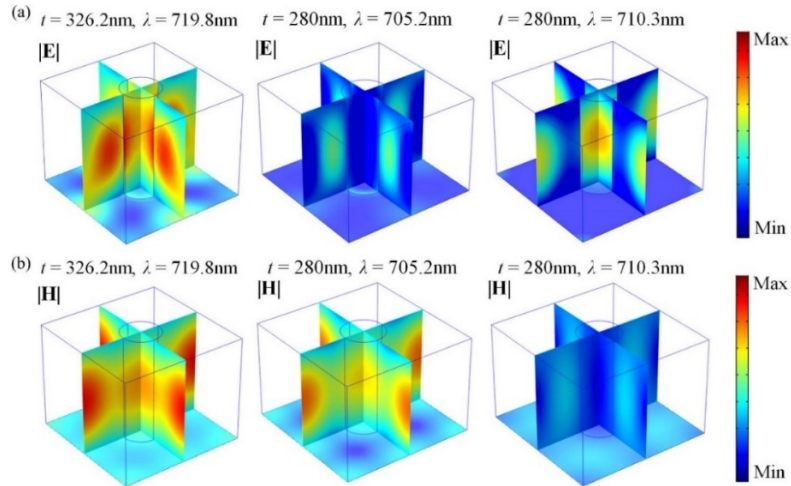 (a) t = 326.2nm, λ = 719.8nm t = 280nm, λ = 705.2nm t = 280nm, λ = 710.3nm
|E| |E| |E|
Max
Min
(b) t = 326.2nm, λ = 719.8nm t = 280nm, λ = 705.2nm t = 280nm, λ = 710.3nm
|H| |H| |H|
Max
Min